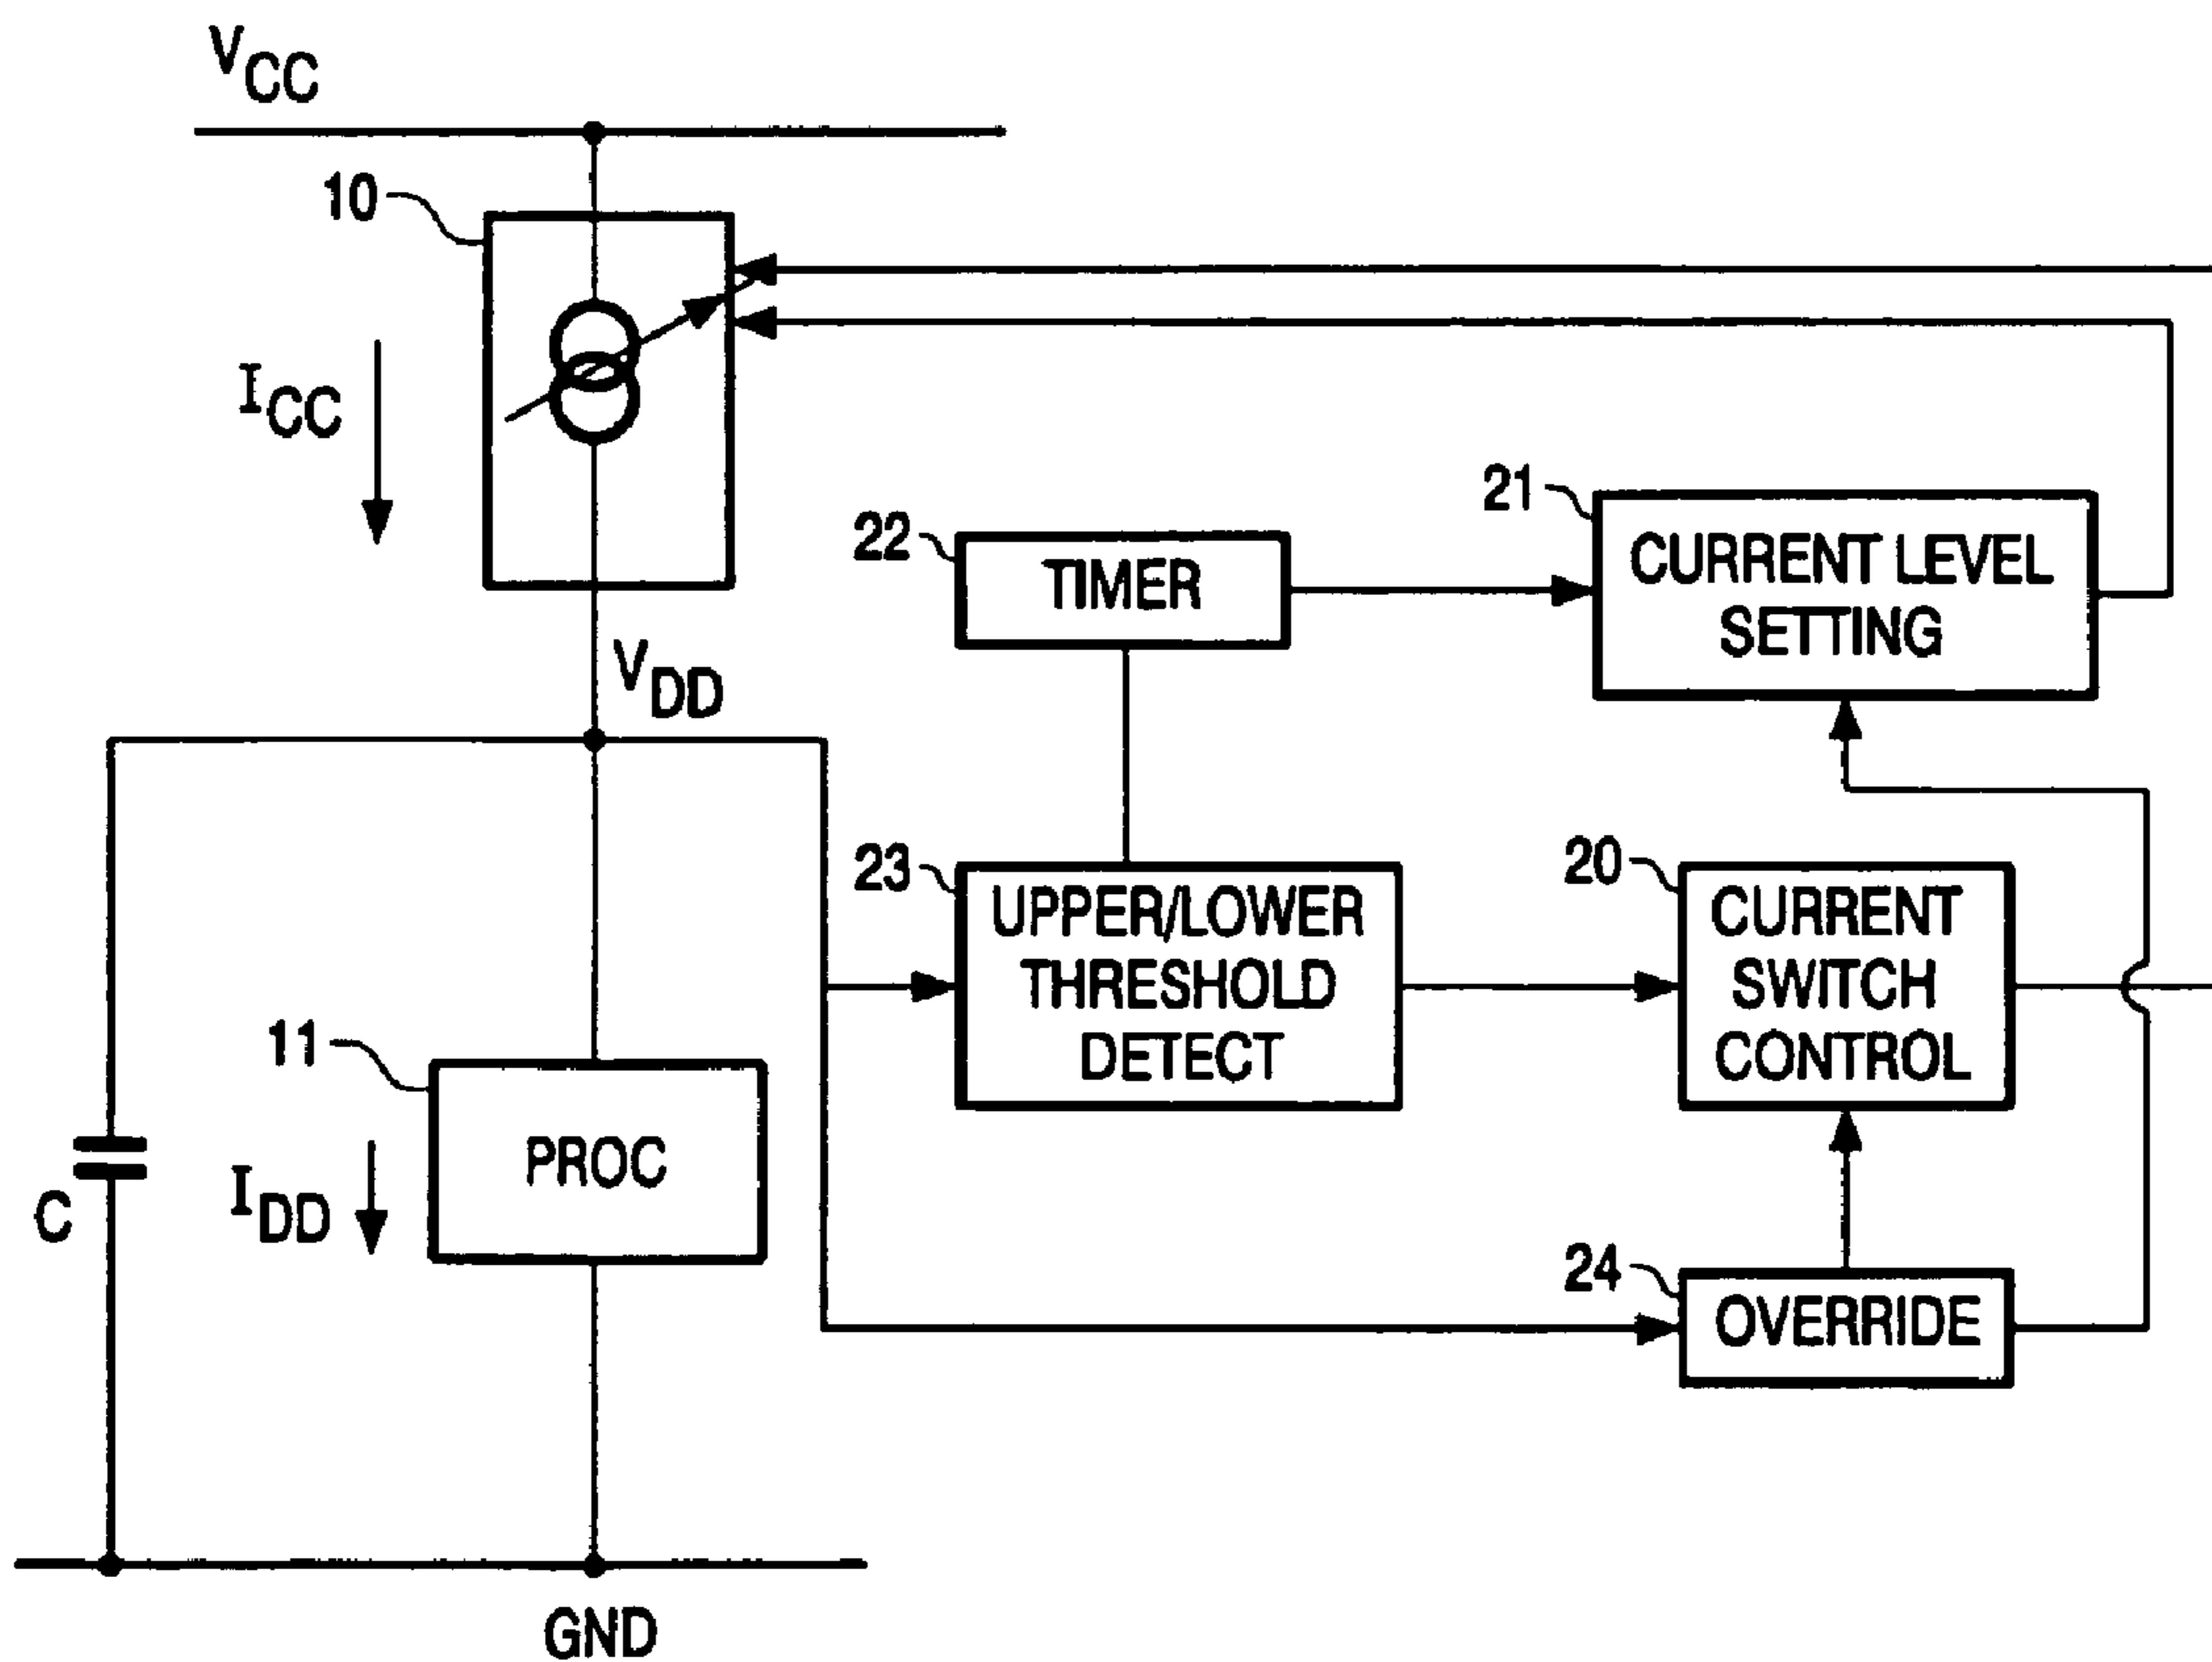 VCC
10
ICC
22
TIMER
21
CURRENT LEVEL
SETTING
VDD
23
UPPER/LOWER
THRESHOLD
DETECT
20
CURRENT
SWITCH
CONTROL
11
PROC
C
IDD
24
OVERRIDE
GND